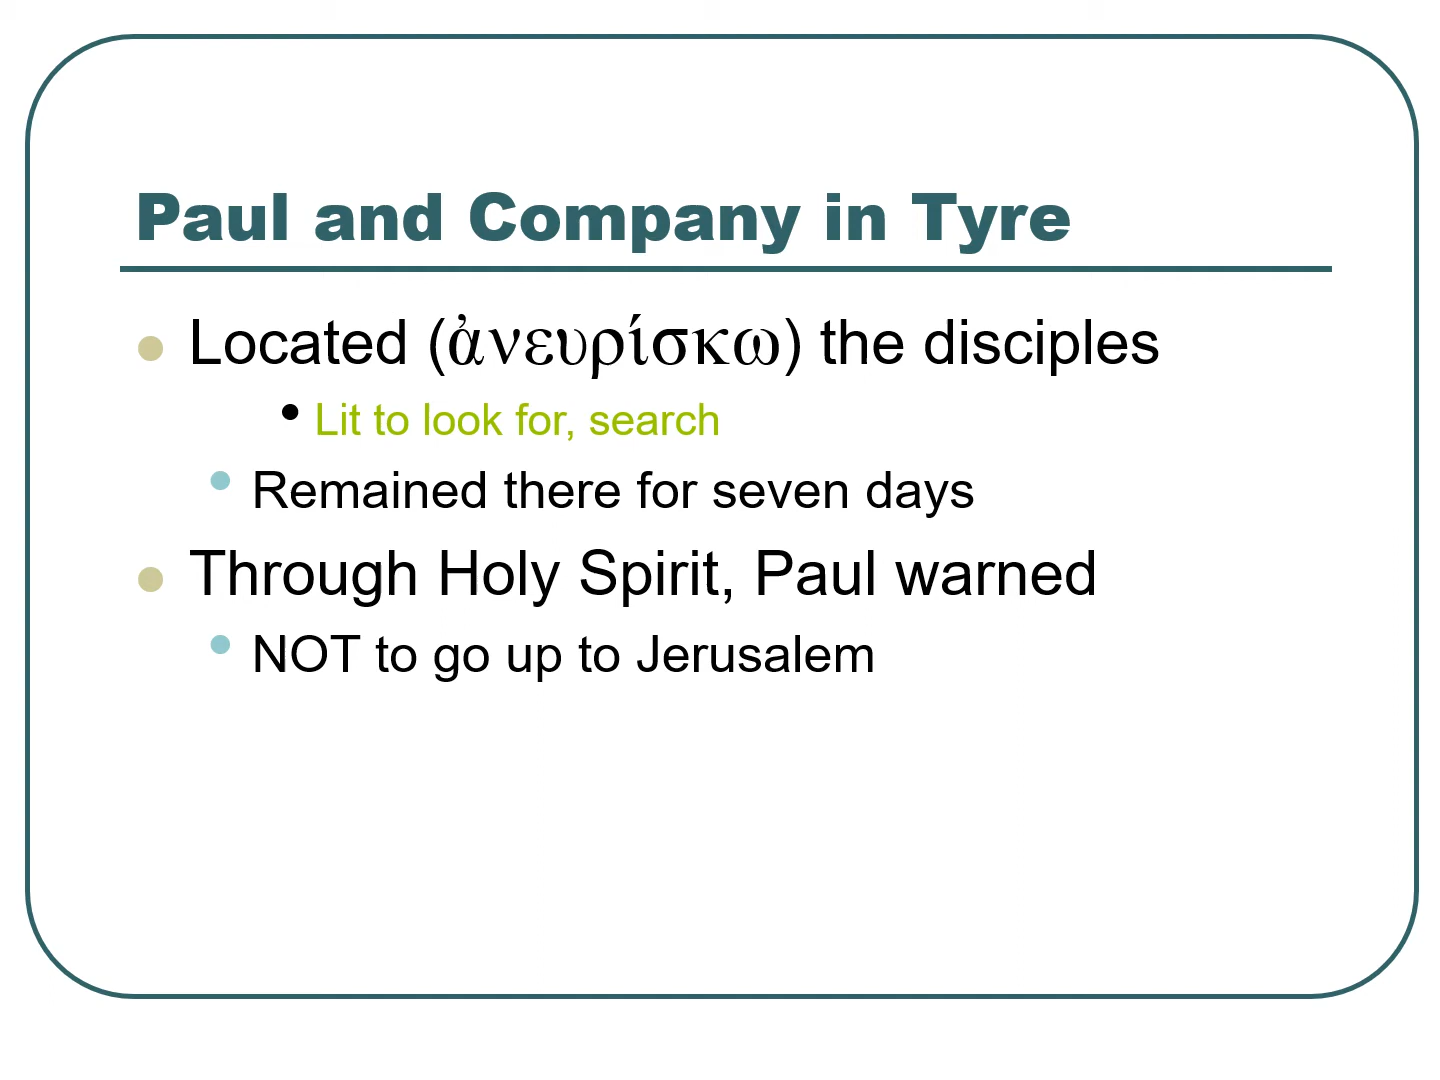 Paul and Company in Tyre
Located (ἀνευρίσκω) the disciples
Lit to look for, search
Remained there for seven days
Through Holy Spirit, Paul warned
NOT to go up to Jerusalem